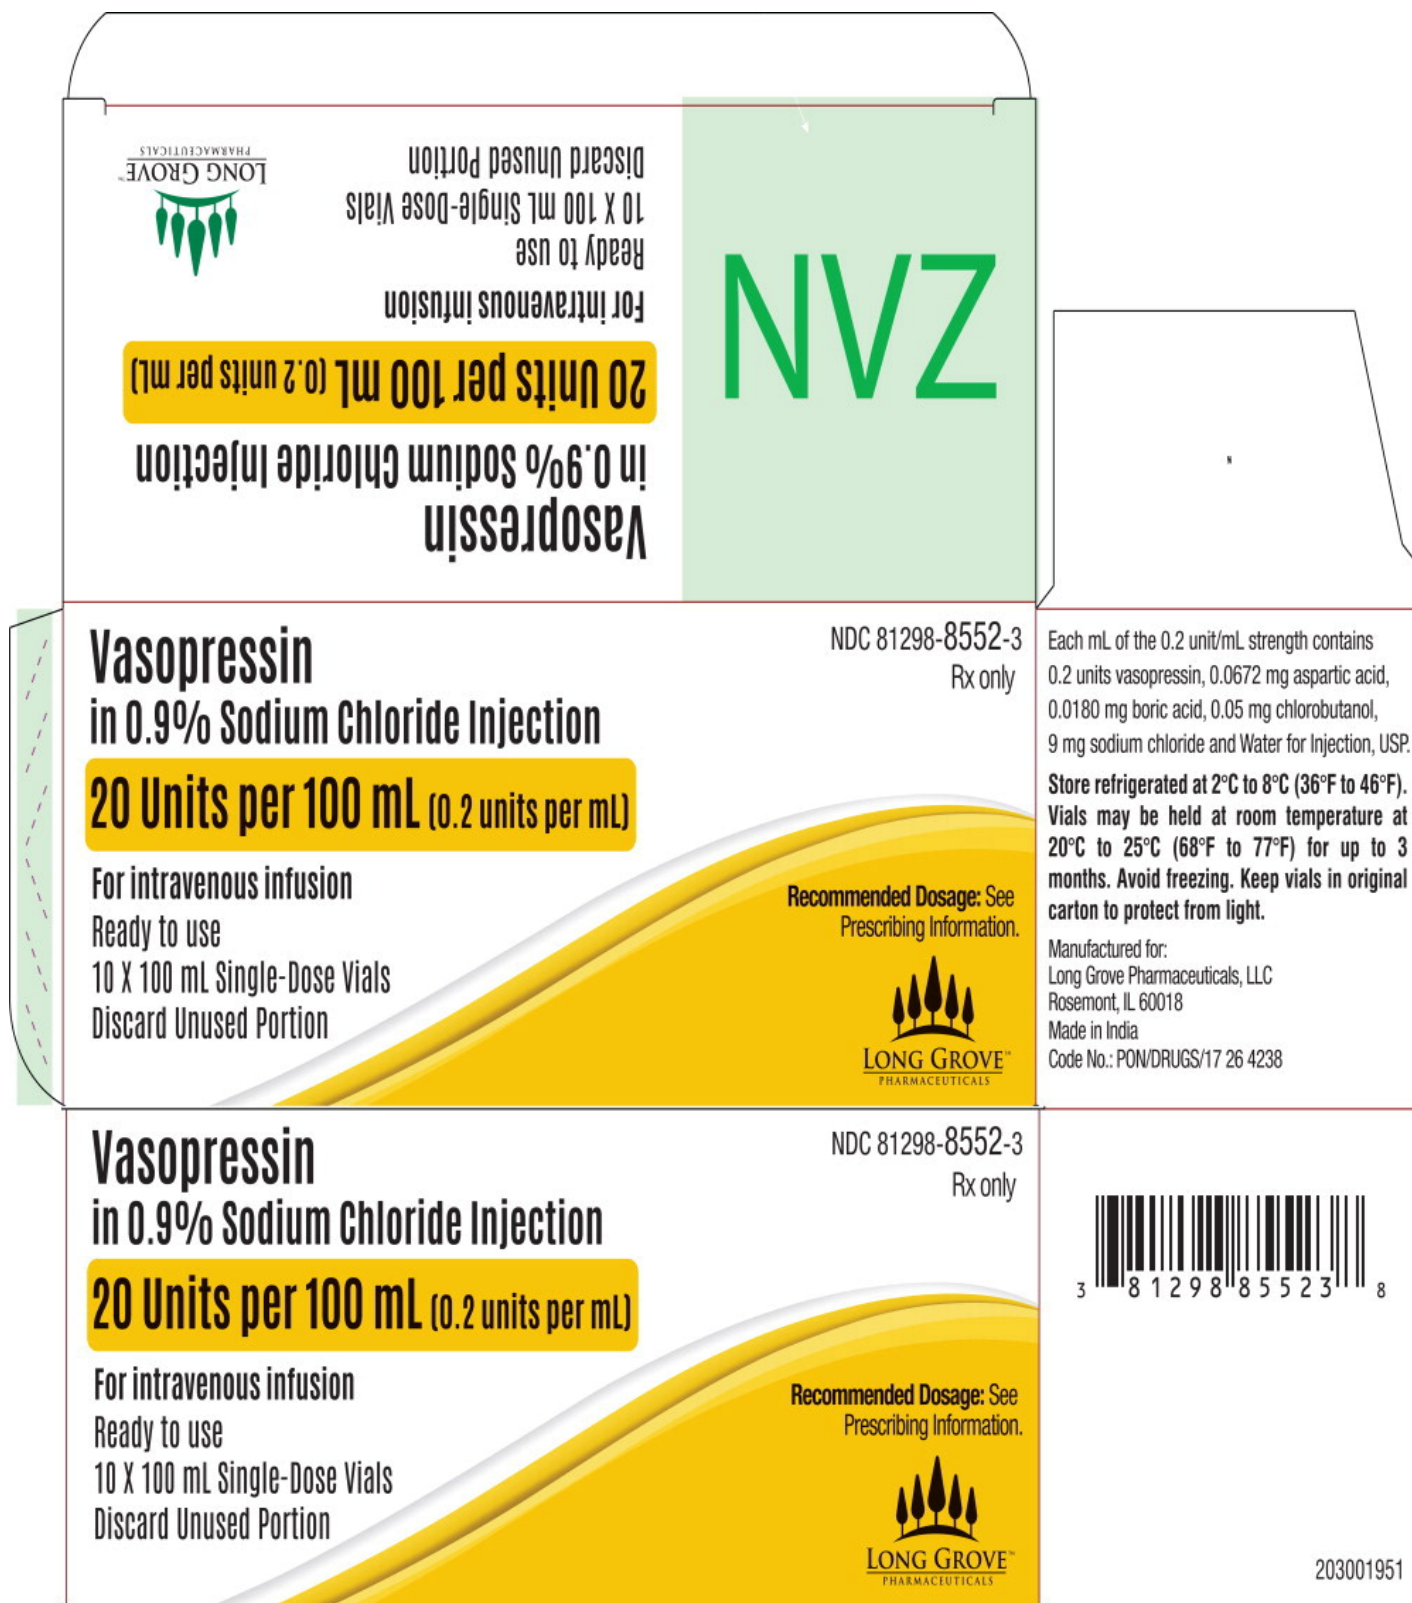 Vasopressin
in 0.9% Sodium Chloride Injection
20 Units per 100 mL (0.2 units per mL)
For intravenous infusion
Ready to use
10 X 100 mL Single-Dose Vials
Discard Unused Portion
LONG GROVE™
PHARMACEUTICALS
NVZ
N
Vasopressin
in 0.9% Sodium Chloride Injection
20 Units per 100 mL (0.2 units per mL)
For intravenous infusion
Ready to use
10 X 100 mL Single-Dose Vials
Discard Unused Portion
NDC 81298-8552-3
Rx only
Recommended Dosage: See
Prescribing Information.
LONG GROVE™
PHARMACEUTICALS
Each mL of the 0.2 unit/mL strength contains
0.2 units vasopressin, 0.0672 mg aspartic acid,
0.0180 mg boric acid, 0.05 mg chlorobutanol,
9 mg sodium chloride and Water for Injection, USP.
Store refrigerated at 2°C to 8°C (36°F to 46°F).
Vials may be held at room temperature at
20°C to 25°C (68°F to 77°F) for up to 3
months. Avoid freezing. Keep vials in original
carton to protect from light.
Manufactured for:
Long Grove Pharmaceuticals, LLC
Rosemont, IL 60018
Made in India
Code No.: PON/DRUGS/17 26 4238
Vasopressin
in 0.9% Sodium Chloride Injection
20 Units per 100 mL (0.2 units per mL)
For intravenous infusion
Ready to use
10 X 100 mL Single-Dose Vials
Discard Unused Portion
NDC 81298-8552-3
Rx only
Recommended Dosage: See
Prescribing Information.
LONG GROVE™
PHARMACEUTICALS
3 81298 85523 8
203001951